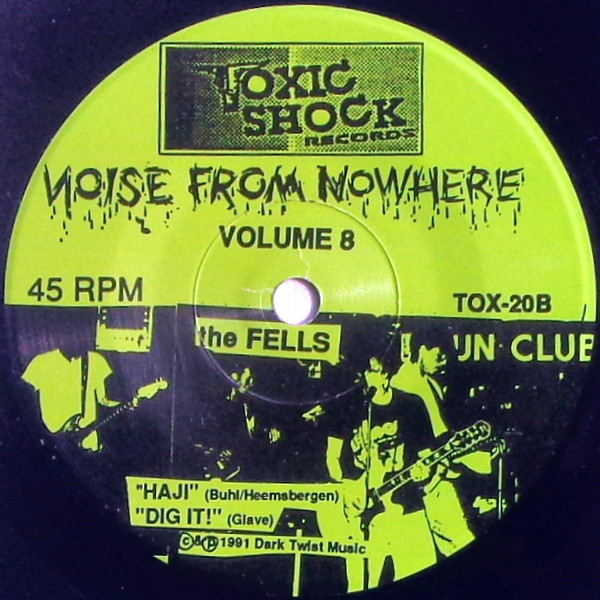 TOXIC
SHOCK
RECORDS
NOISE FROM NOWHERE
VOLUME 8
45 RPM
TOX-20B
the FELLS
UN CLUB
"HAJI" (Buhl/Heemsbergen)
"DIG IT!" (Glave)
©&℗1991 Dark Twist Music